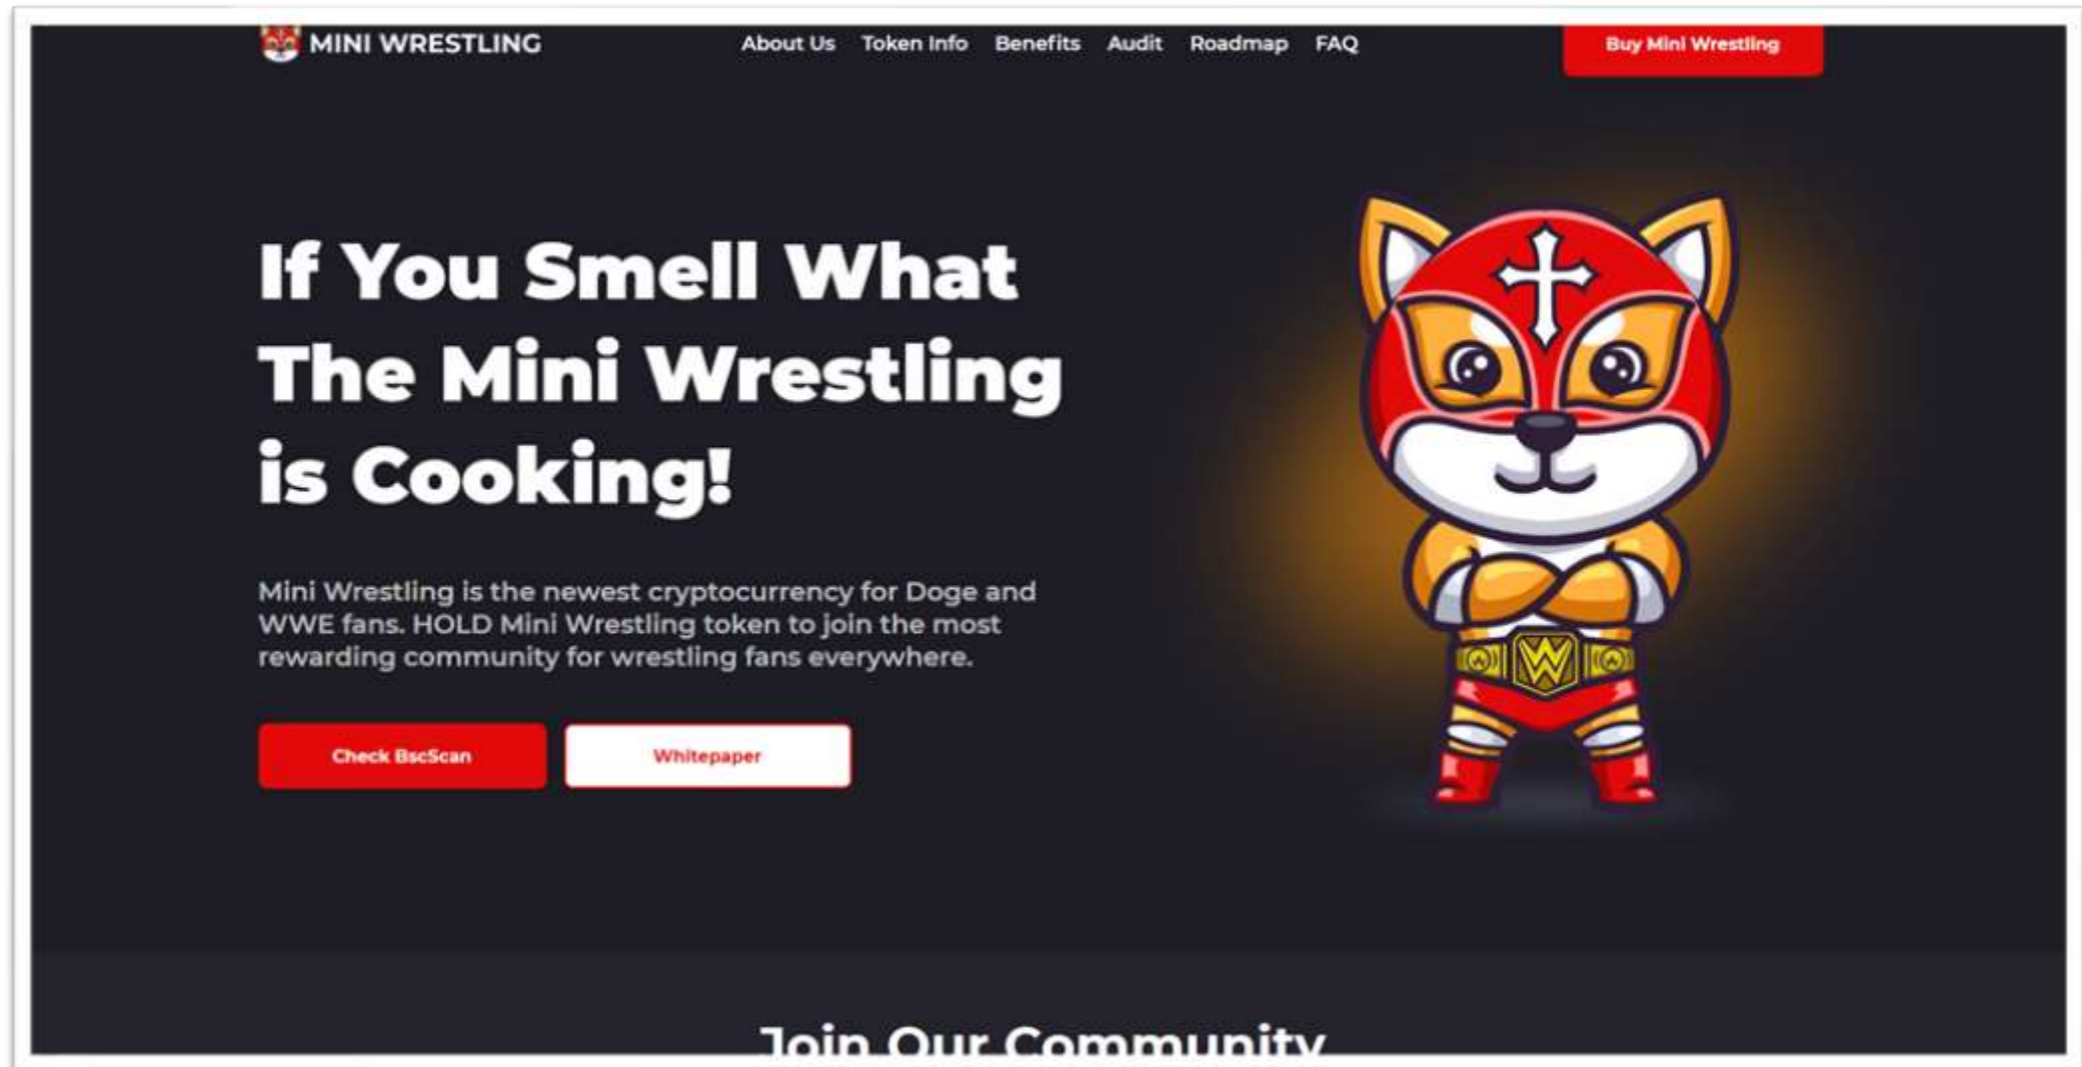 MINI WRESTLING
About Us Token Info Benefits Audit Roadmap FAQ
Buy Mini Wrestling
If You Smell What
The Mini Wrestling
is Cooking!
Mini Wrestling is the newest cryptocurrency for Doge and
WWE fans. HOLD Mini Wrestling token to join the most
rewarding community for wrestling fans everywhere.
Check BscScan
Whitepaper
W
Join Our Community